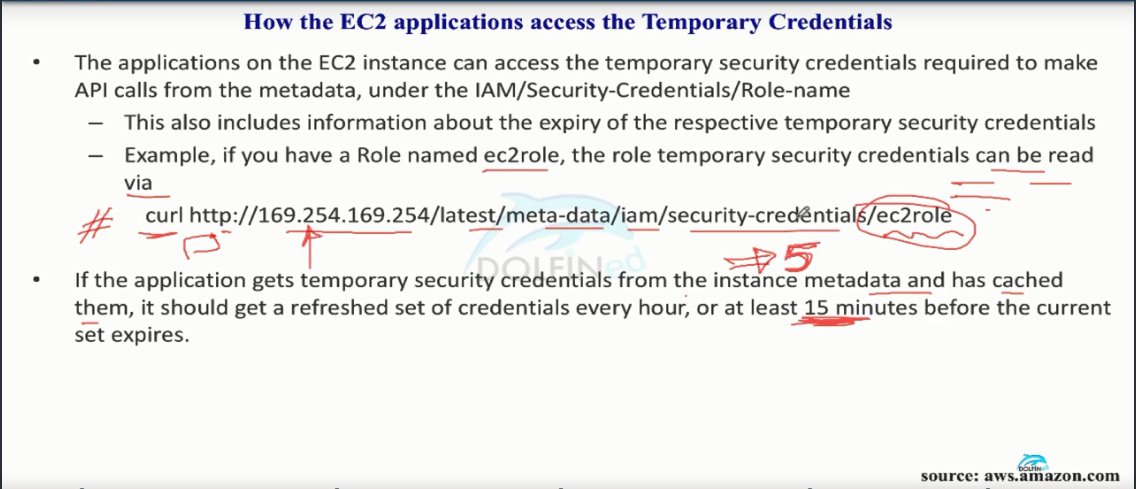 How the EC2 applications access the Temporary Credentials
• The applications on the EC2 instance can access the temporary security credentials required to make
API calls from the metadata, under the IAM/Security-Credentials/Role-name
– This also includes information about the expiry of the respective temporary security credentials
– Example, if you have a Role named ec2role, the role temporary security credentials can be read
via
# curl http://169.254.169.254/latest/meta-data/iam/security-credentials/ec2role
5
DOLFINed
• If the application gets temporary security credentials from the instance metadata and has cached
them, it should get a refreshed set of credentials every hour, or at least 15 minutes before the current
set expires.
DOLFINed
source: aws.amazon.com